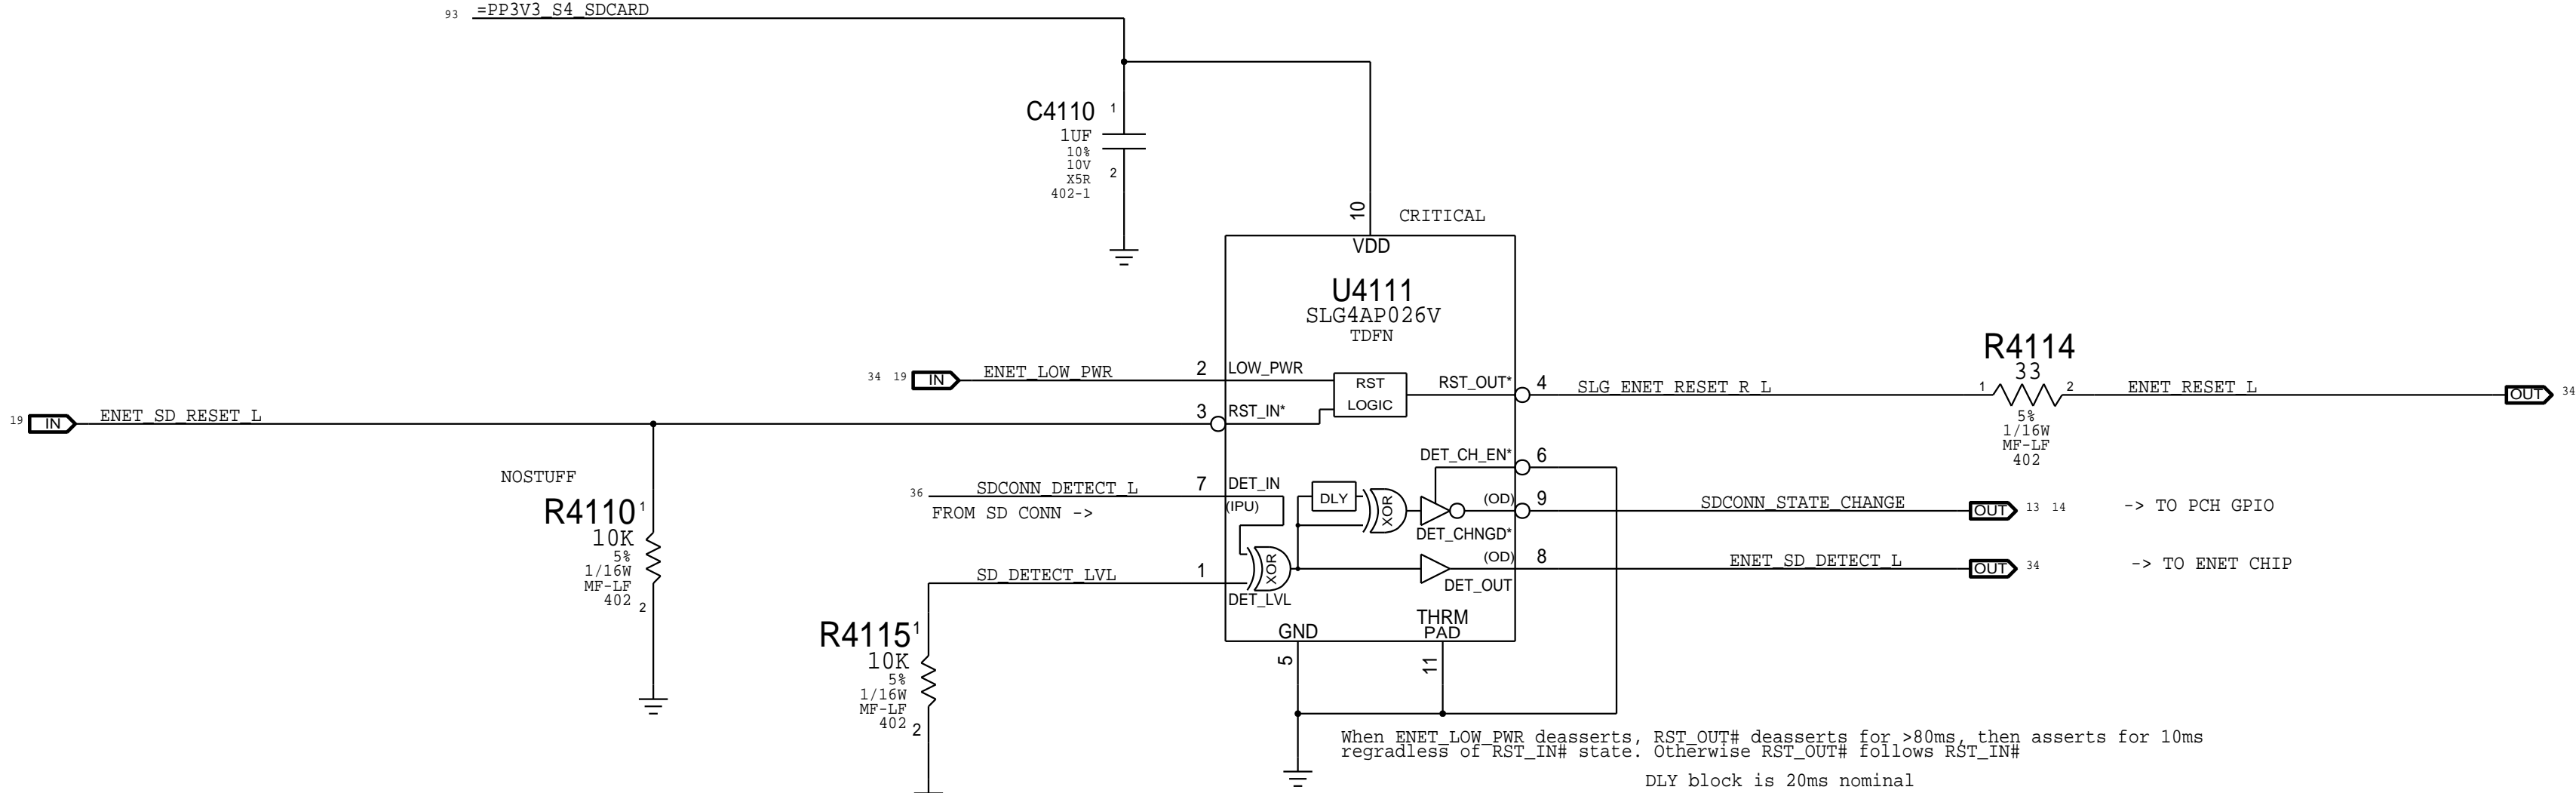 93 =PP3V3_S4_SDCARD
C4110 1
1UF
10%
10V
X5R
402-1
2
10
CRITICAL
VDD
U4111
SLG4AP026V
TDFN
34 19 IN ENET_LOW_PWR 2 LOW_PWR
RST
LOGIC
RST_OUT* 4 SLG_ENET_RESET_R_L
R4114
33
1 2
5%
1/16W
MF-LF
402
ENET_RESET_L OUT 34
19 IN ENET_SD_RESET_L 3 RST_IN*
NOSTUFF
R4110 1
10K
5%
1/16W
MF-LF
402 2
DET_CH_EN* 6
36 SDCONN_DETECT_L 7 DET_IN
(IPU)
FROM SD CONN ->
DLY XOR (OD) 9 SDCONN_STATE_CHANGE OUT 13 14 -> TO PCH GPIO
DET_CHNGD*
XOR (OD) 8 ENET_SD_DETECT_L OUT 34 -> TO ENET CHIP
DET_OUT
SD_DETECT_LVL 1
DET_LVL
R4115 1
10K
5%
1/16W
MF-LF
402 2
GND
THRM
PAD
5
11
When ENET_LOW_PWR deasserts, RST_OUT# deasserts for >80ms, then asserts for 10ms
regradless of RST_IN# state. Otherwise RST_OUT# follows RST_IN#
DLY block is 20ms nominal